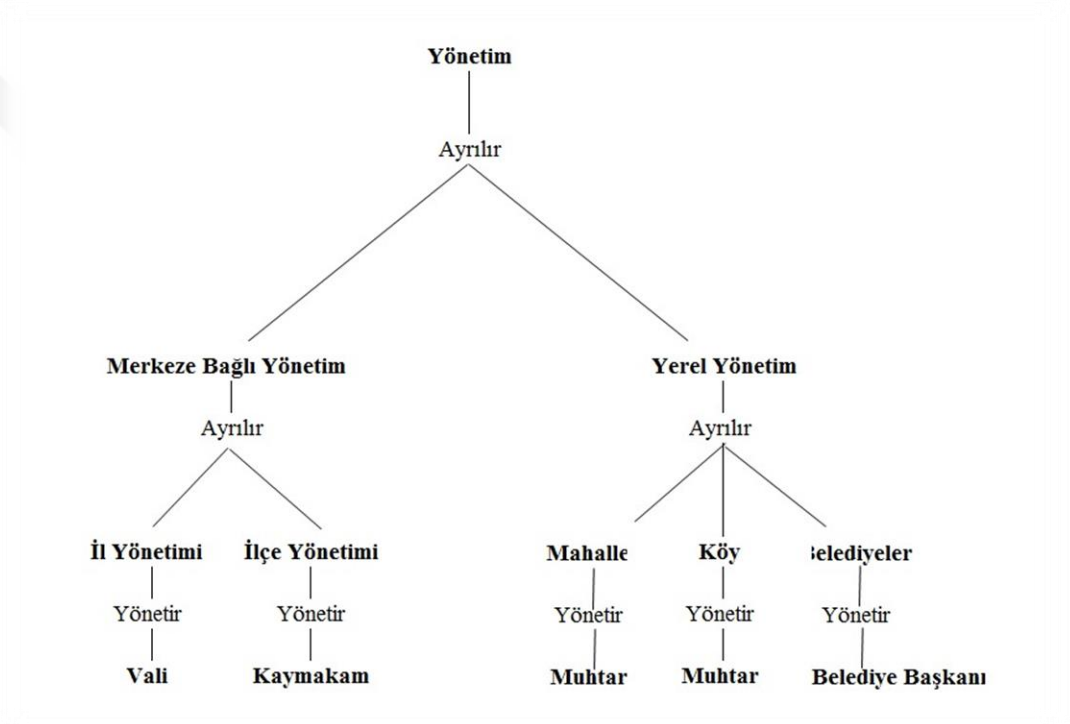 Yönetim
Ayrılır
Merkeze Bağlı Yönetim Yerel Yönetim
Ayrılır Ayrılır
İl Yönetimi İlçe Yönetimi Mahalle Köy Belediyeler
Yönetir Yönetir Yönetir Yönetir Yönetir
Vali Kaymakam Muhtar Muhtar Belediye Başkanı